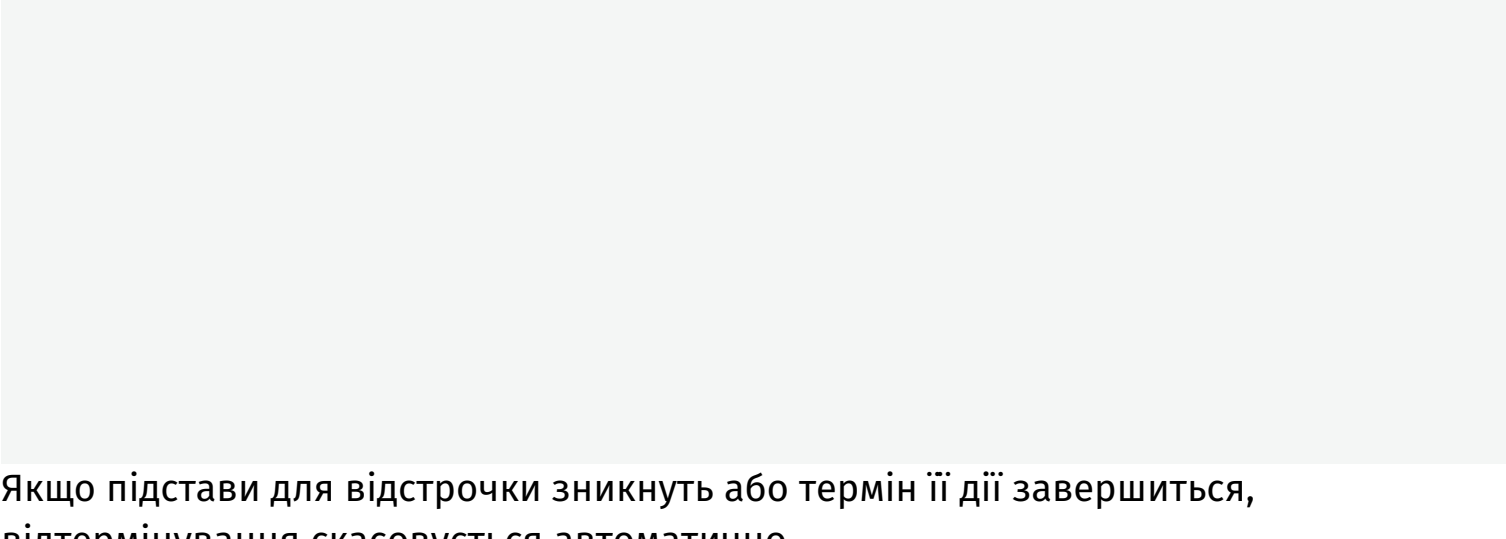 Якщо підстави для відстрочки зникнуть або термін її дії завершиться,
відтермінування скасовується автоматично